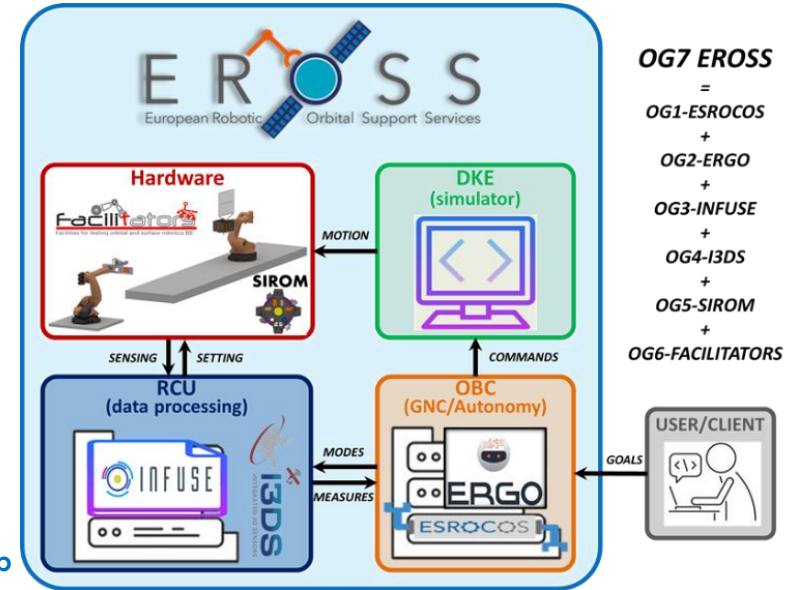 EROSS
European Robotic Orbital Support Services
Hardware
Facilitators
Facilities for testing orbital and surface robotics BB
SIROM
MOTION
DKE
(simulator)
< >
SENSING
SETTING
COMMANDS
RCU
(data processing)
INFUSE
I3DS
INTEGRATED 3D SENSORS
MODES
MEASURES
OBC
(GNC/Autonomy)
ERGO
ESROCOS
GOALS
USER/CLIENT
</>
OG7 EROSS
=
OG1-ESROCOS
+
OG2-ERGO
+
OG3-INFUSE
+
OG4-I3DS
+
OG5-SIROM
+
OG6-FACILITATORS